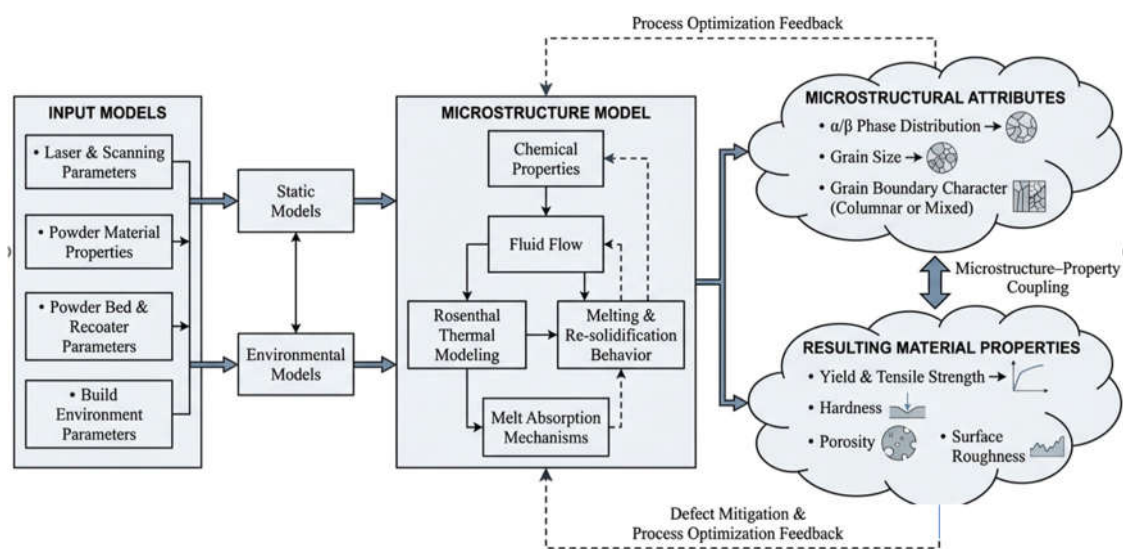 Process Optimization Feedback
INPUT MODELS
• Laser & Scanning
Parameters
• Powder Material
Properties
• Powder Bed &
Recoater Parameters
• Build
Environment
Parameters
Static
Models
Environmental
Models
MICROSTRUCTURE MODEL
Chemical
Properties
Fluid Flow
Rosenthal
Thermal
Modeling
Melting &
Re-solidification
Behavior
Melt Absorption
Mechanisms
MICROSTRUCTURAL ATTRIBUTES
• α/β Phase Distribution
• Grain Size
• Grain Boundary Character
(Columnar or Mixed)
Microstructure–Property
Coupling
RESULTING MATERIAL PROPERTIES
• Yield & Tensile Strength
• Hardness
• Porosity
• Surface
Roughness
Defect Mitigation &
Process Optimization Feedback